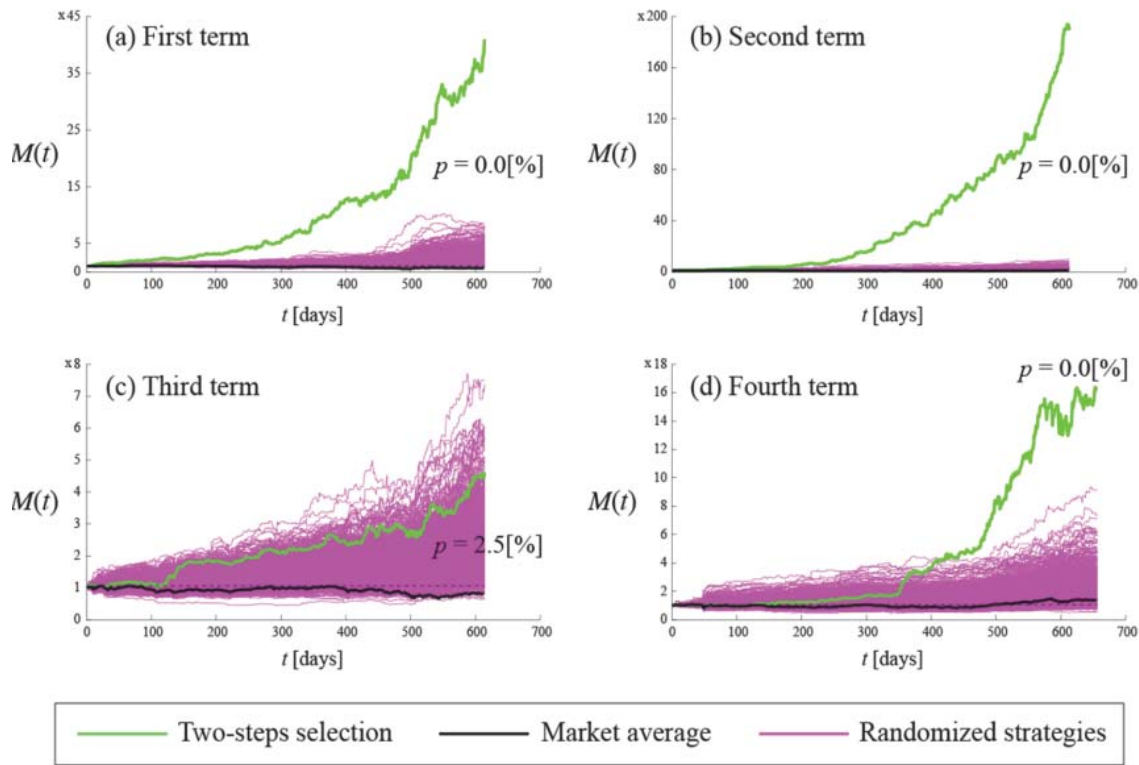 x45
(a) First term
35
25
M(t)
p = 0.0[%]
15
5
1
0
0 100 200 300 400 500 600 700
t [days]
x200
(b) Second term
160
120
M(t)
p = 0.0[%]
80
40
0
0 100 200 300 400 500 600 700
t [days]
x8
(c) Third term
7
6
5
M(t)
4
3
p = 2.5[%]
2
1
0
0 100 200 300 400 500 600 700
t [days]
x18
p = 0.0[%]
(d) Fourth term
16
14
12
10
M(t)
8
6
4
2
1
0
0 100 200 300 400 500 600 700
t [days]
Two-steps selection Market average Randomized strategies